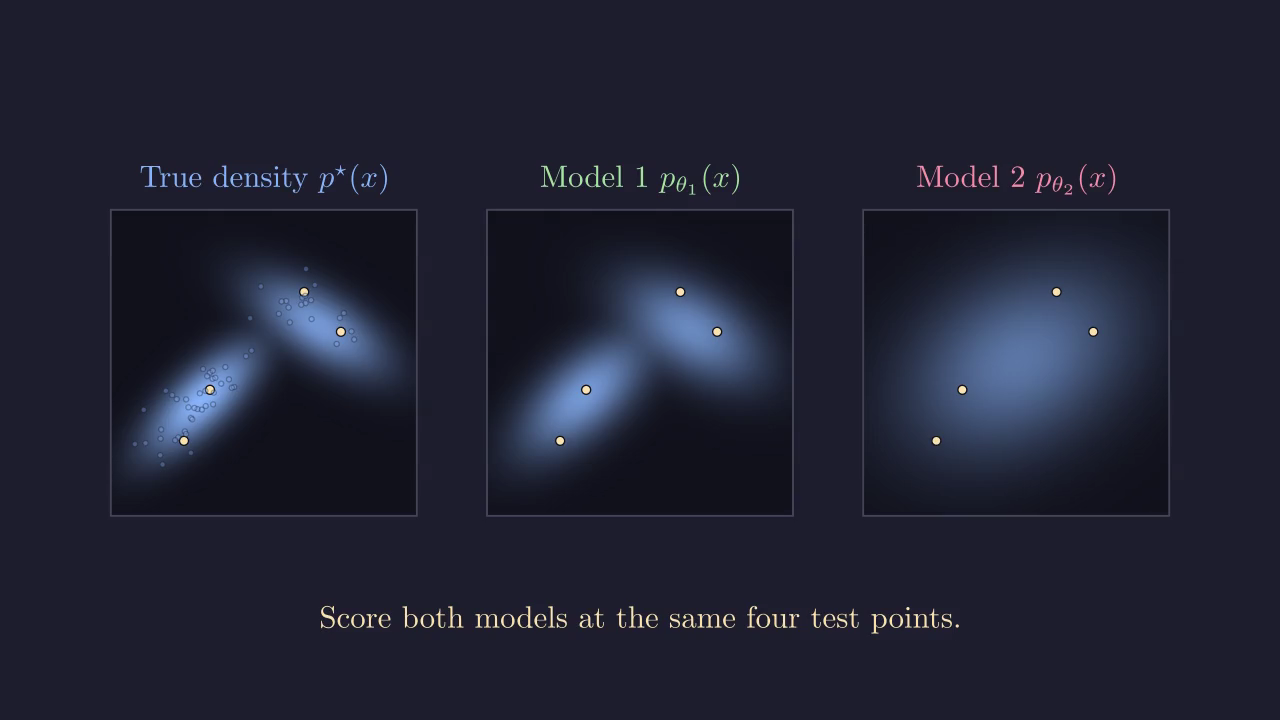 True density p⋆(x)
Model 1 pθ₁(x)
Model 2 pθ₂(x)
Score both models at the same four test points.